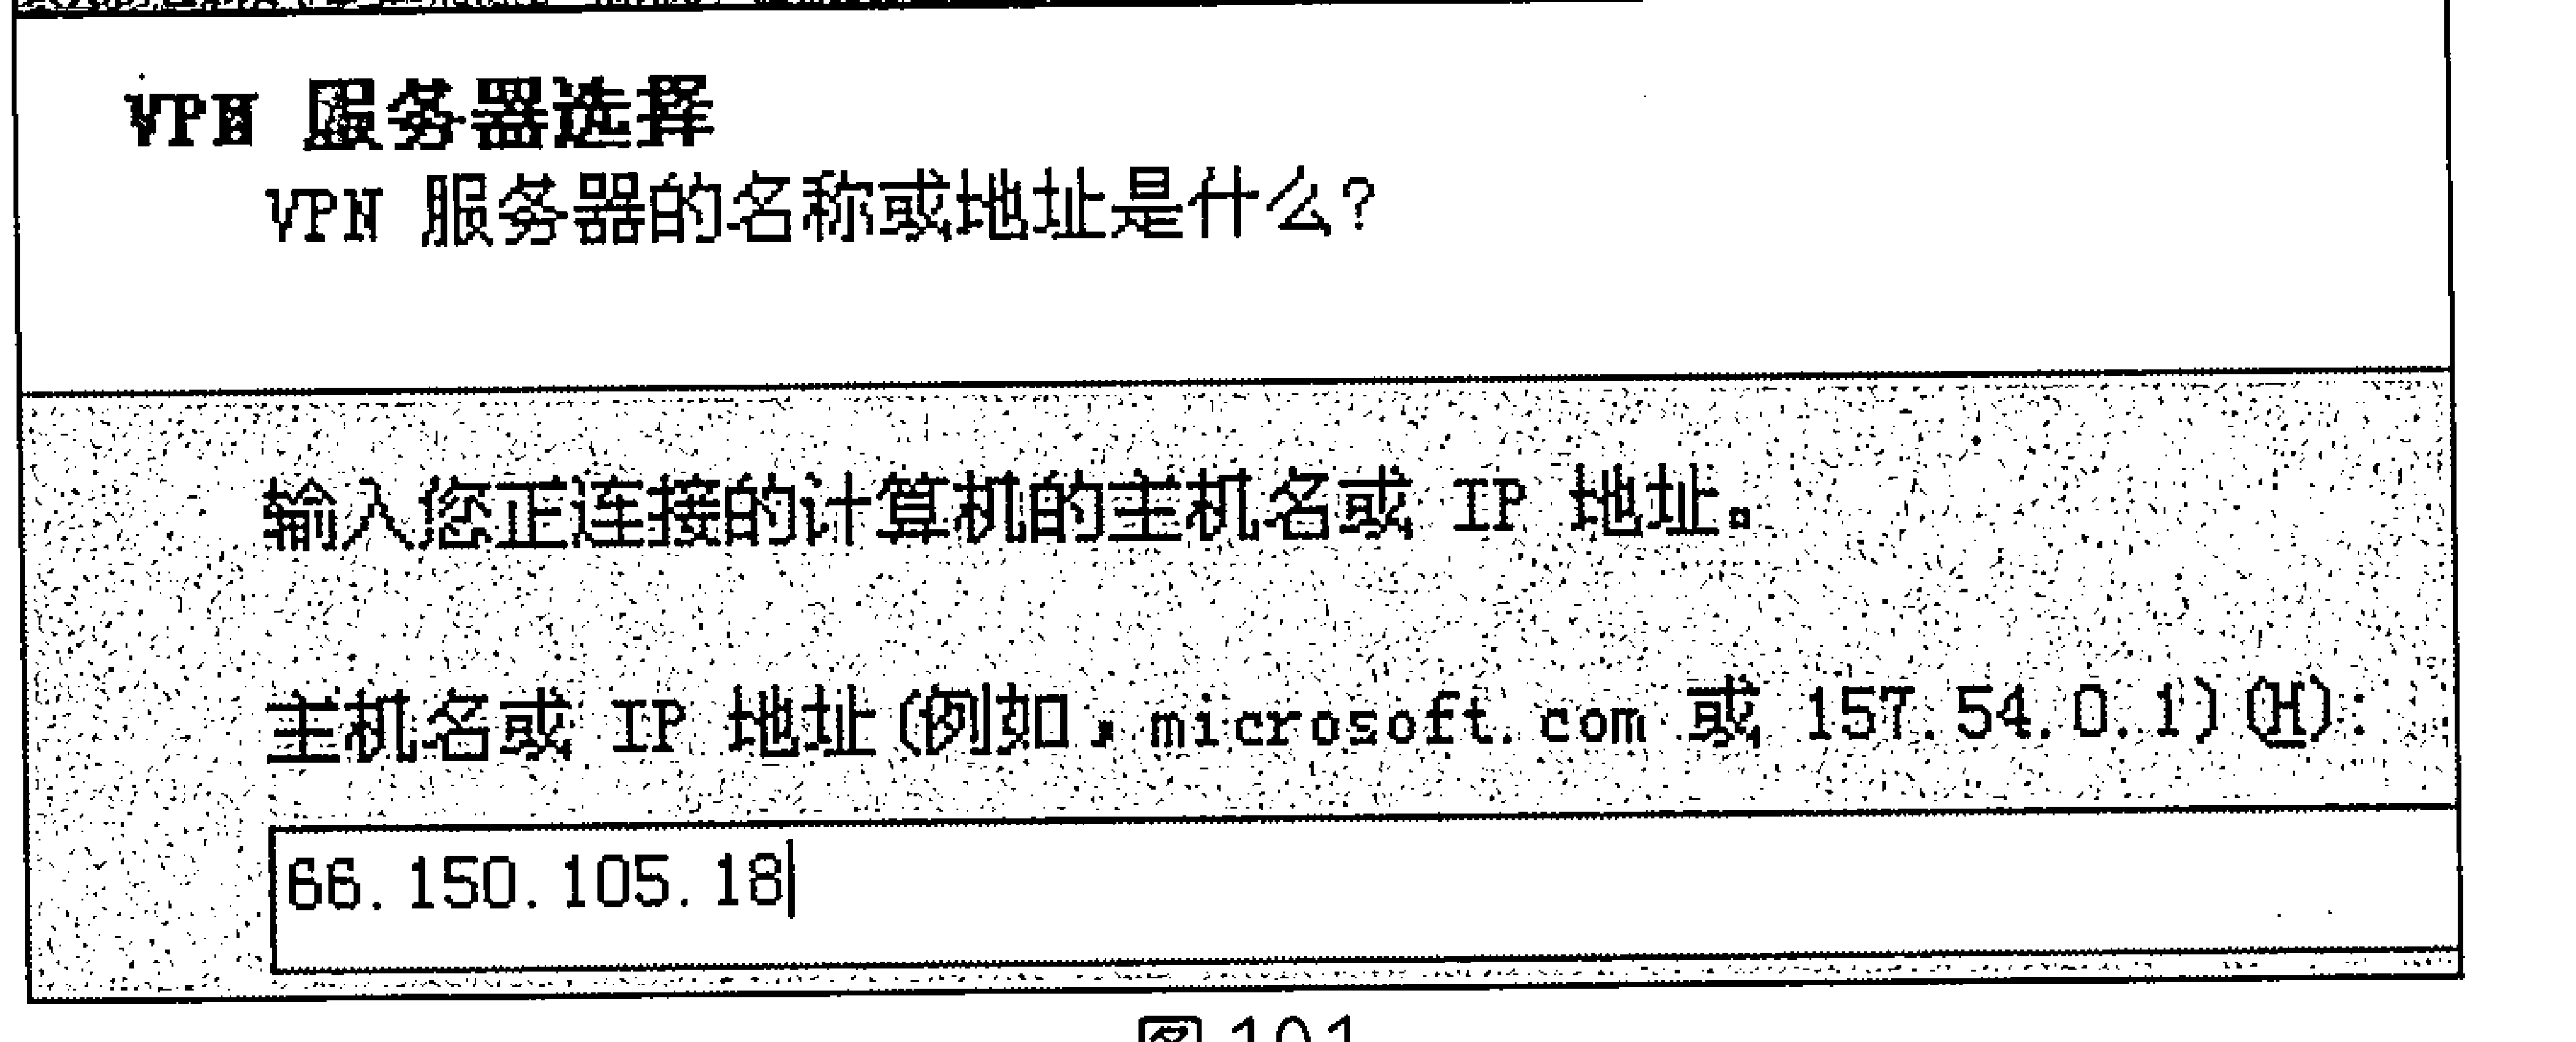 VPN 服务器选择
VPN 服务器的名称或地址是什么?
输入您正连接的计算机的主机名或 IP 地址。
主机名或 IP 地址(例如，microsoft.com 或 157.54.0.1)(H):
66.150.105.18
图 101